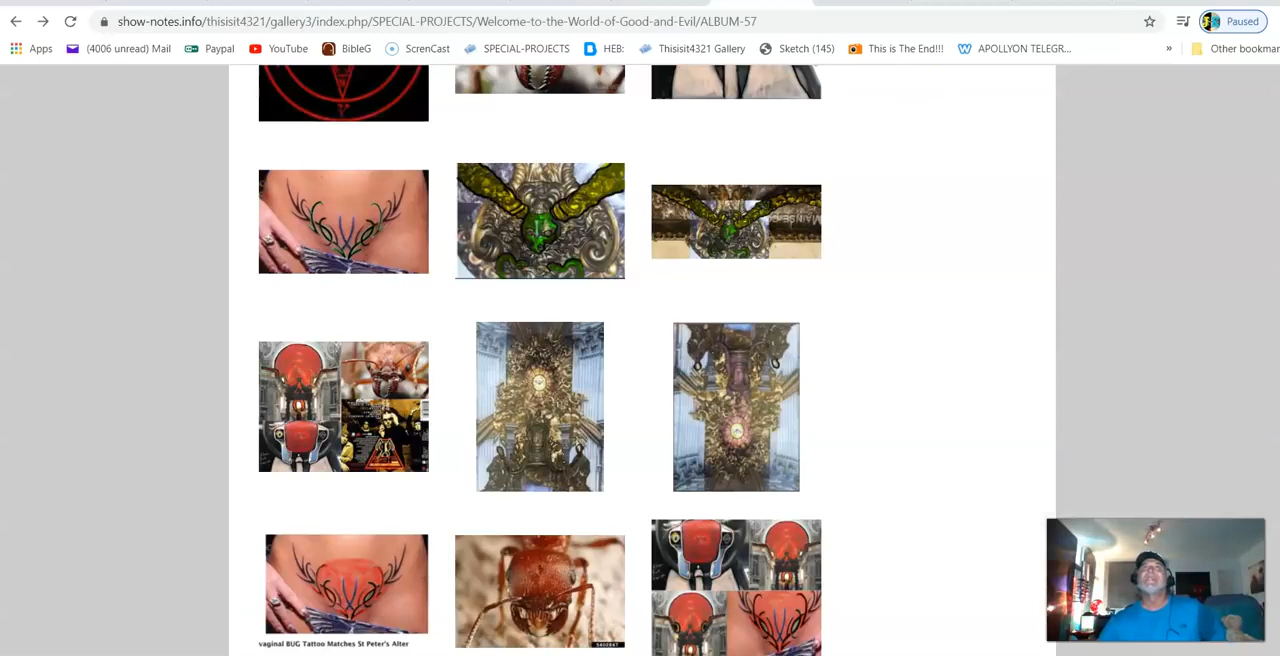 show-notes.info/thisisit4321/gallery3/index.php/SPECIAL-PROJECTS/Welcome-to-the-World-of-Good-and-Evil/ALBUM-57
Paused
Apps (4006 unread) Mail Paypal YouTube BibleG ScrenCast SPECIAL-PROJECTS HEB: Thisisit4321 Gallery Sketch (145) This is The End!!! APOLLYON TELEGR... » Other bookmar
vaginal BUG Tattoo Matches St Peter's Alter
5402847